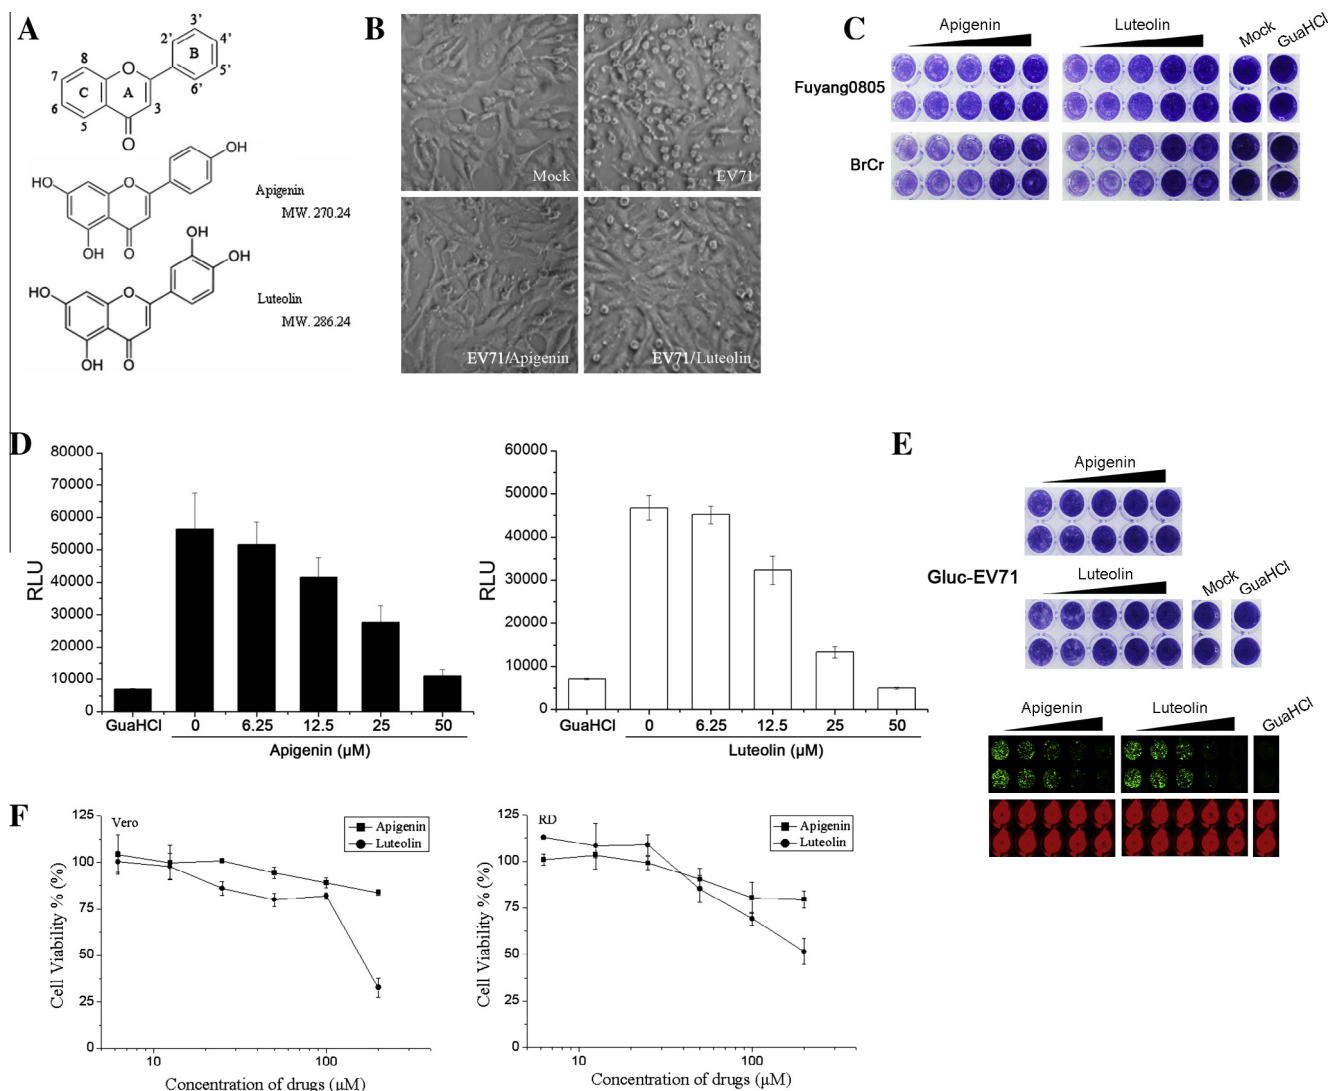 A
3'
2'
4'
B
8
O
5'
7
6'
C
A
6
3
5
O
OH
HO
O
Apigenin
MW. 270.24
OH
O
OH
OH
HO
O
Luteolin
MW. 286.24
OH
O
B
Mock
EV71
EV71/Apigenin
EV71/Luteolin
C
Apigenin
Luteolin
Mock
GuaHCl
Fuyang0805
BrCr
D
80000
70000
60000
50000
40000
30000
20000
10000
0
RLU
GuaHCl 0 6.25 12.5 25 50
Apigenin (μM)
60000
50000
40000
30000
20000
10000
0
RLU
GuaHCl 0 6.25 12.5 25 50
Luteolin (μM)
E
Apigenin
Gluc-EV71
Luteolin
Mock
GuaHCl
Apigenin
Luteolin
GuaHCl
F
125
100
75
50
25
0
Cell Viability % (%)
Vero
Apigenin
Luteolin
10 100
Concentration of drugs (μM)
125
100
75
50
25
0
Cell Viability % (%)
RD
Apigenin
Luteolin
10 100
Concentration of drugs (μM)